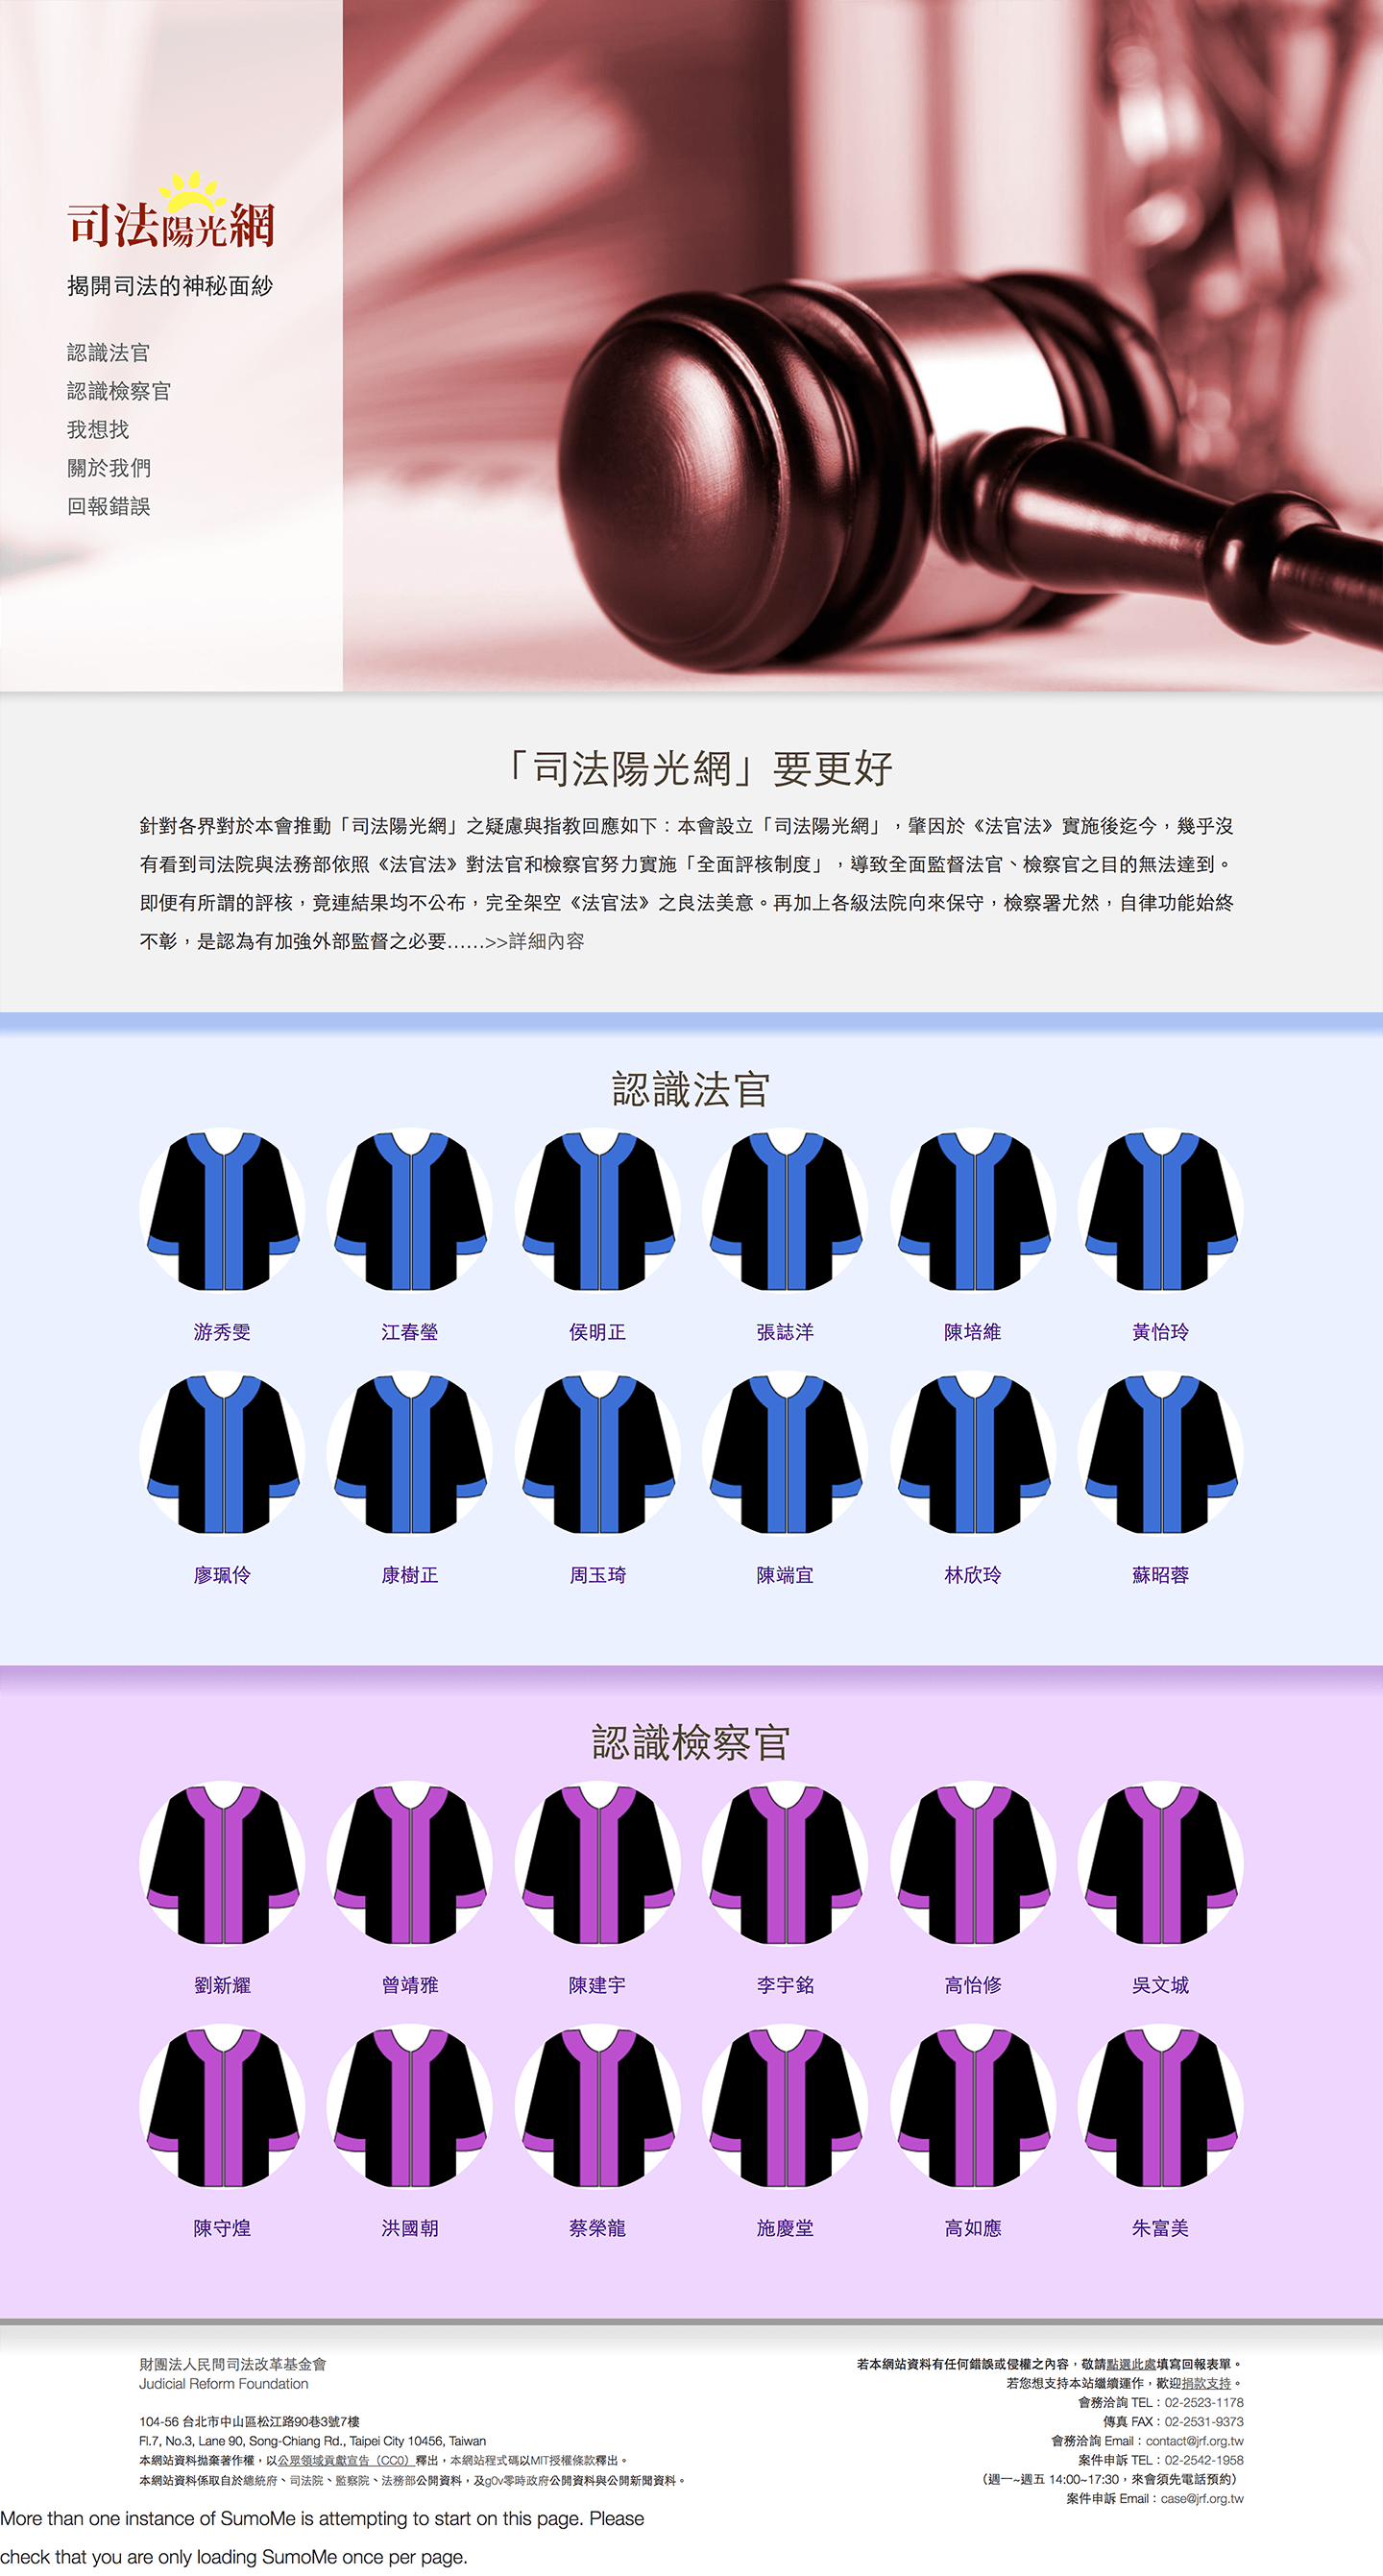 司法陽光網
揭開司法的神秘面紗
認識法官
認識檢察官
我想找
關於我們
回報錯誤
「司法陽光網」要更好
針對各界對於本會推動「司法陽光網」之疑慮與指教回應如下：本會設立「司法陽光網」，肇因於《法官法》實施後迄今，幾乎沒
有看到司法院與法務部依照《法官法》對法官和檢察官努力實施「全面評核制度」，導致全面監督法官、檢察官之目的無法達到。
即便有所謂的評核，竟連結果均不公布，完全架空《法官法》之良法美意。再加上各級法院向來保守，檢察署尤然，自律功能始終
不彰，是認為有加強外部監督之必要……>>詳細內容
認識法官
游秀雯 江春瑩 侯明正 張誌洋 陳培維 黃怡玲
廖珮伶 康樹正 周玉琦 陳端宜 林欣玲 蘇昭蓉
認識檢察官
劉新耀 曾靖雅 陳建宇 李宇銘 高怡修 吳文城
陳守煌 洪國朝 蔡榮龍 施慶堂 高如應 朱富美
財團法人民間司法改革基金會
Judicial Reform Foundation
104-56 台北市中山區松江路90巷3號7樓
Fl.7, No.3, Lane 90, Song-Chiang Rd., Taipei City 10456, Taiwan
本網站資料拋棄著作權，以公眾領域貢獻宣告（CC0）釋出，本網站程式碼以MIT授權條款釋出。
本網站資料係取自於總統府、司法院、監察院、法務部公開資料，及g0v零時政府公開資料與公開新聞資料。
若本網站資料有任何錯誤或侵權之內容，敬請點選此處填寫回報表單。
若您想支持本站繼續運作，歡迎捐款支持。
會務洽詢 TEL：02-2523-1178
傳真 FAX：02-2531-9373
會務洽詢 Email：contact@jrf.org.tw
案件申訴 TEL：02-2542-1958
（週一~週五 14:00~17:30，來會須先電話預約）
案件申訴 Email：case@jrf.org.tw
More than one instance of SumoMe is attempting to start on this page. Please
check that you are only loading SumoMe once per page.